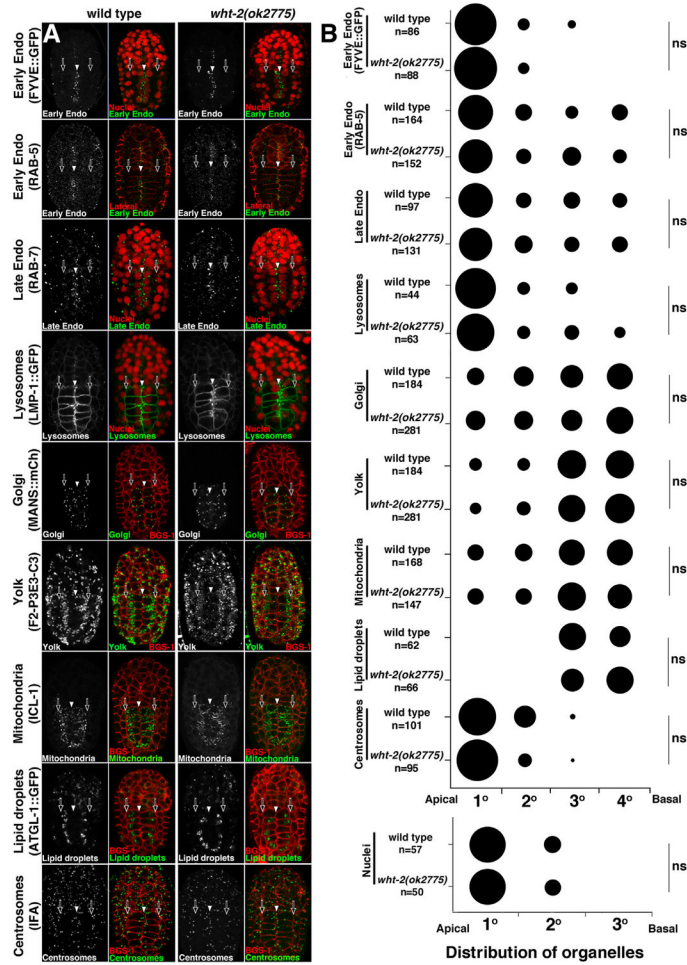 wild type
wht-2(ok2775)
A
Early Endo
(FYVE::GFP)
Early Endo
Nuclei
Early Endo
Early Endo
Nuclei
Early Endo
Early Endo
(RAB-5)
Early Endo
Lateral
Early Endo
Early Endo
Lateral
Early Endo
Late Endo
(RAB-7)
Late Endo
Nuclei
Late Endo
Late Endo
Nuclei
Late Endo
Lysosomes
(LMP-1::GFP)
Lysosomes
Nuclei
Lysosomes
Lysosomes
Nuclei
Lysosomes
Golgi
(MANS::mCh)
Golgi
Golgi BGS-1
Golgi
Golgi BGS-1
Yolk
(F2-P3E3-C3)
Yolk
Yolk BGS-1
Yolk
Yolk BGS-1
Mitochondria
(ICL-1)
Mitochondria
BGS-1
Mitochondria
Mitochondria
BGS-1
Mitochondria
Lipid droplets
(ATGL-1::GFP)
Lipid droplets
BGS-1
Lipid droplets
Lipid droplets
BGS-1
Lipid droplets
Centrosomes
(IFA)
Centrosomes
BGS-1
Centrosomes
Centrosomes
BGS-1
Centrosomes
B
Early Endo
(FYVE::GFP)
wild type
n=86
wht-2(ok2775)
n=88
ns
Early Endo
(RAB-5)
wild type
n=164
wht-2(ok2775)
n=152
ns
Late Endo
wild type
n=97
wht-2(ok2775)
n=131
ns
Lysosomes
wild type
n=44
wht-2(ok2775)
n=63
ns
Golgi
wild type
n=184
wht-2(ok2775)
n=281
ns
Yolk
wild type
n=184
wht-2(ok2775)
n=281
ns
Mitochondria
wild type
n=168
wht-2(ok2775)
n=147
ns
Lipid droplets
wild type
n=62
wht-2(ok2775)
n=66
ns
Centrosomes
wild type
n=101
wht-2(ok2775)
n=95
ns
Apical 1° 2° 3° 4° Basal
Nuclei
wild type
n=57
wht-2(ok2775)
n=50
ns
Apical 1° 2° 3° Basal
Distribution of organelles